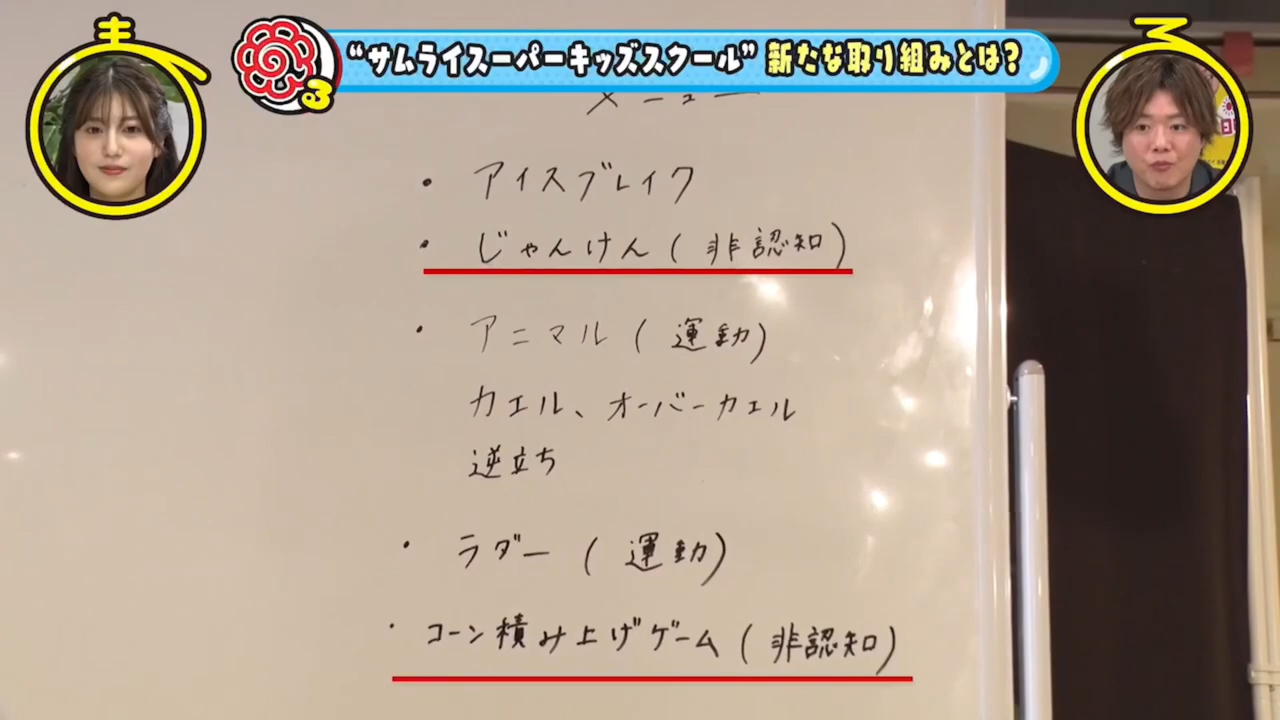 “サムライスーパーキッズスクール”新たな取り組みとは?
メニュー
・アイスブレイク
・じゃんけん(非認知)
・アニマル(運動)
カエル、オーバーカエル
逆立ち
・ラダー(運動)
・コーン積み上げゲーム(非認知)